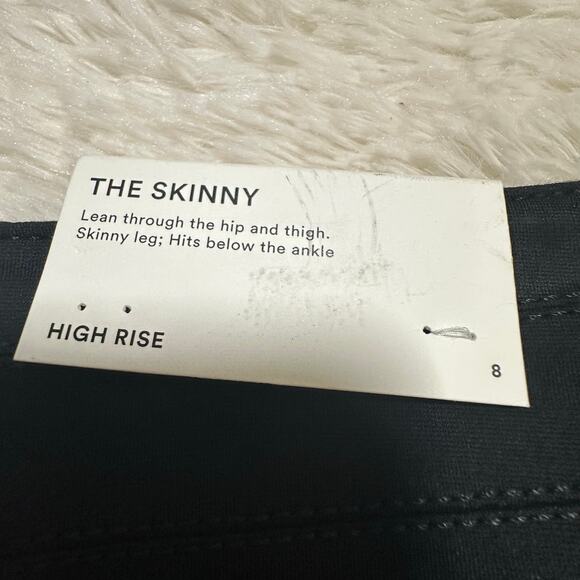 THE SKINNY
Lean through the hip and thigh.
Skinny leg; Hits below the ankle
HIGH RISE
8